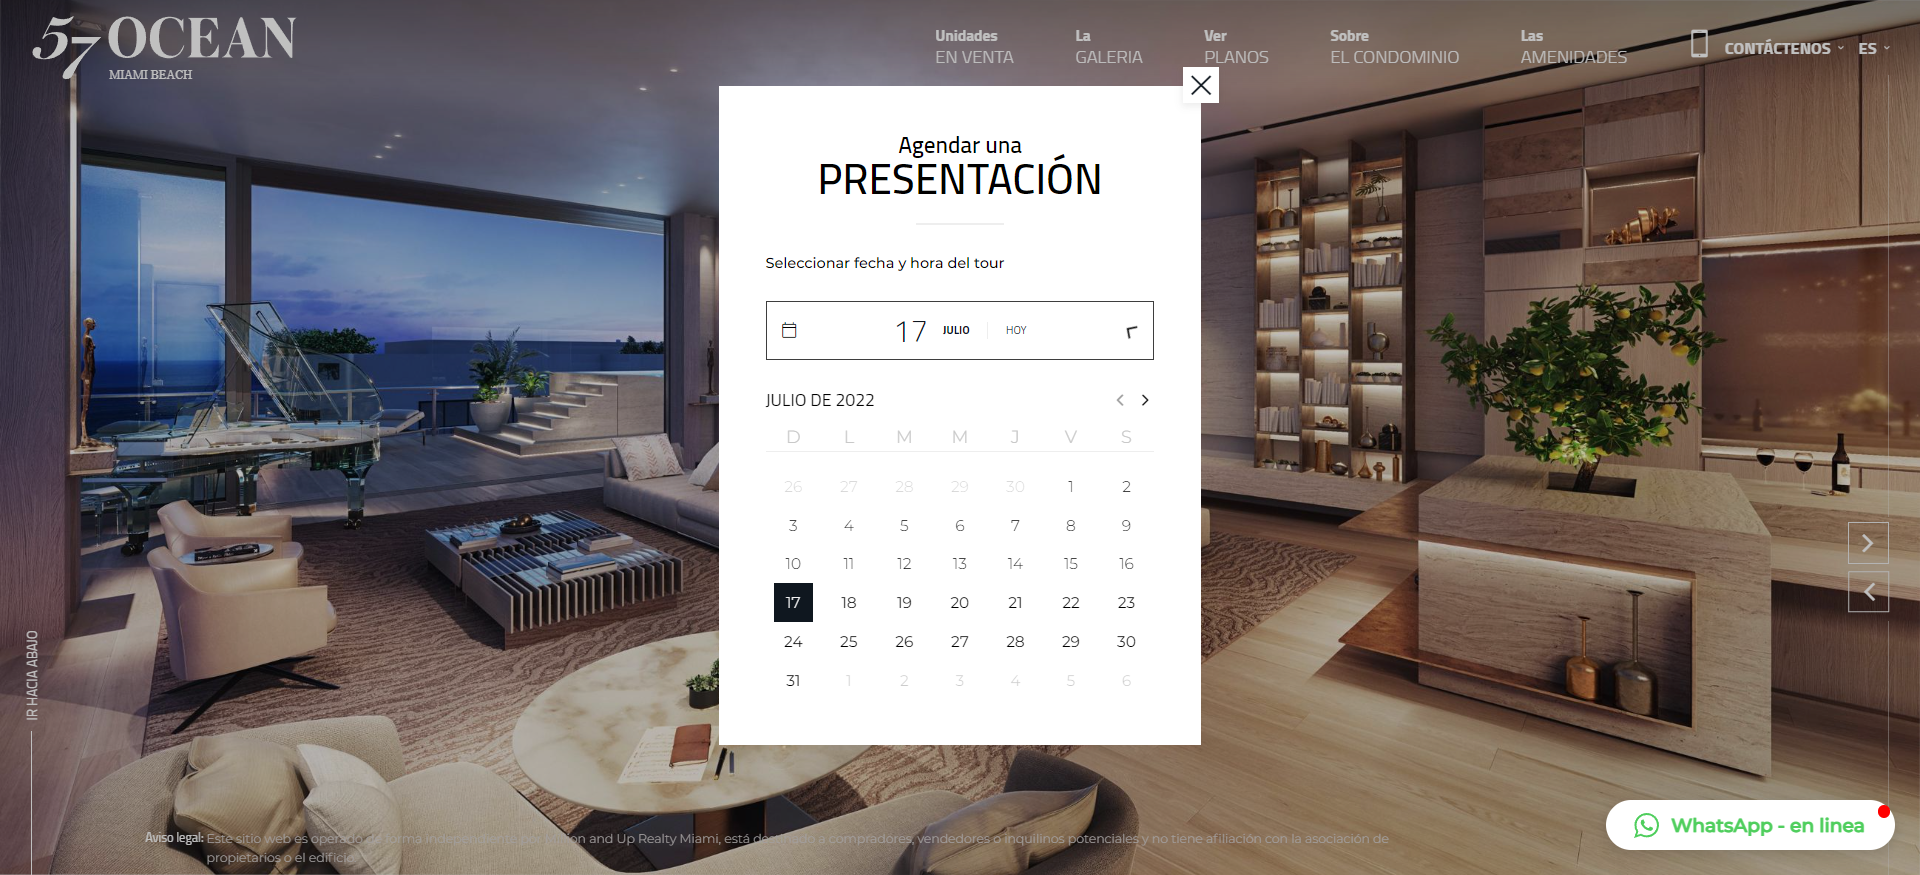 57 OCEAN
MIAMI BEACH
Unidades
EN VENTA
La
GALERIA
Ver
PLANOS
Sobre
EL CONDOMINIO
Las
AMENIDADES
CONTÁCTENOS
ES
Agendar una
PRESENTACIÓN
Seleccionar fecha y hora del tour
17 JULIO HOY
JULIO DE 2022
D L M M J V S
26 27 28 29 30 1 2
3 4 5 6 7 8 9
10 11 12 13 14 15 16
17 18 19 20 21 22 23
24 25 26 27 28 29 30
31 1 2 3 4 5 6
IR HACIA ABAJO
Aviso legal: Este sitio web es operado de forma and Up Realty Miami, está destinado a compradores, vendedores o inquilinos potenciales y no tiene afiliación con la asociación de
propietarios o el edificio
WhatsApp - en linea